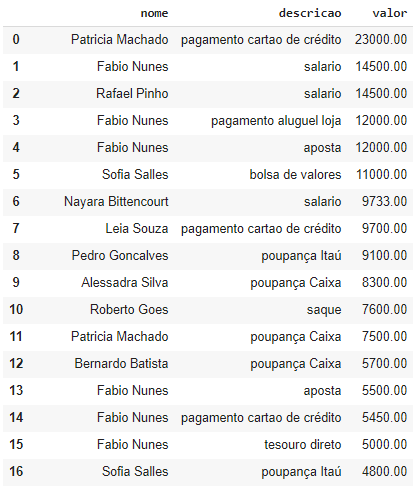 nome descricao valor
0 Patricia Machado pagamento cartao de crédito 23000.00
1 Fabio Nunes salario 14500.00
2 Rafael Pinho salario 14500.00
3 Fabio Nunes pagamento aluguel loja 12000.00
4 Fabio Nunes aposta 12000.00
5 Sofia Salles bolsa de valores 11000.00
6 Nayara Bittencourt salario 9733.00
7 Leia Souza pagamento cartao de crédito 9700.00
8 Pedro Goncalves poupança Itaú 9100.00
9 Alessadra Silva poupança Caixa 8300.00
10 Roberto Goes saque 7600.00
11 Patricia Machado poupança Caixa 7500.00
12 Bernardo Batista poupança Caixa 5700.00
13 Fabio Nunes aposta 5500.00
14 Fabio Nunes pagamento cartao de crédito 5450.00
15 Fabio Nunes tesouro direto 5000.00
16 Sofia Salles poupança Itaú 4800.00